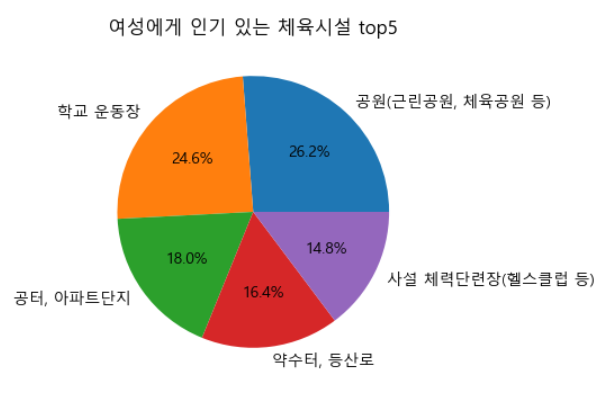 여성에게 인기 있는 체육시설 top5
공원(근린공원, 체육공원 등)
학교 운동장
26.2%
24.6%
14.8%
18.0%
사설 체력단련장(헬스클럽 등)
16.4%
공터, 아파트단지
약수터, 등산로